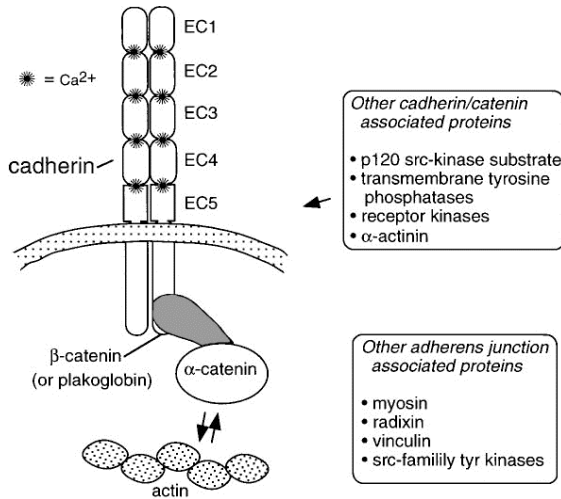 EC1
EC2
EC3
EC4
EC5
= Ca2+
cadherin
β-catenin
(or plakoglobin)
α-catenin
actin
Other cadherin/catenin
associated proteins
• p120 src-kinase substrate
• transmembrane tyrosine
phosphatases
• receptor kinases
• α-actinin
Other adherens junction
associated proteins
• myosin
• radixin
• vinculin
• src-familily tyr kinases